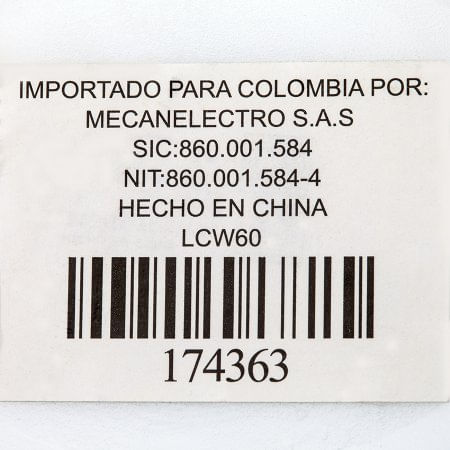 IMPORTADO PARA COLOMBIA POR:
MECANELECTRO S.A.S
SIC:860.001.584
NIT:860.001.584-4
HECHO EN CHINA
LCW60
174363